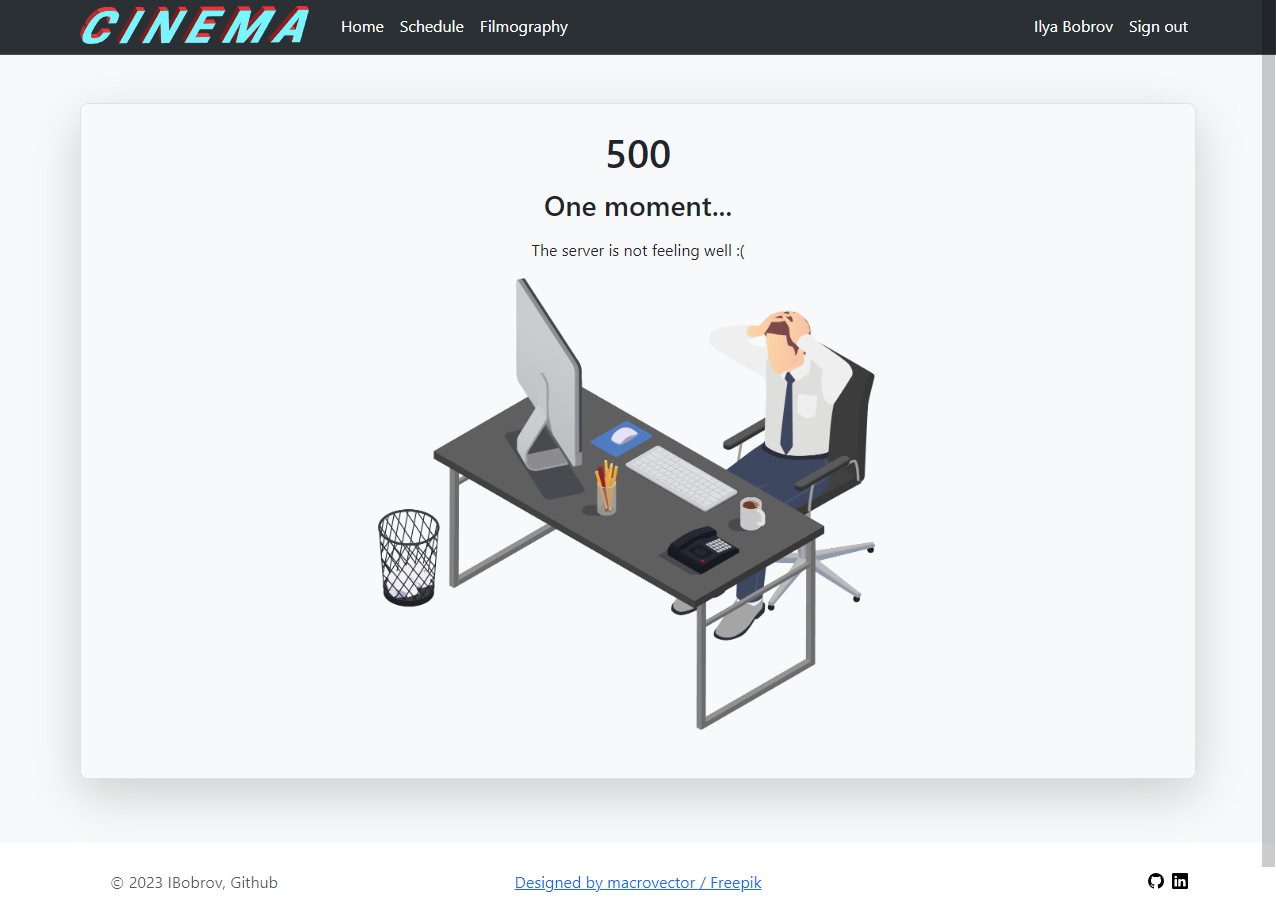 CINEMA Home Schedule Filmography Ilya Bobrov Sign out
500
One moment...
The server is not feeling well :(
© 2023 IBobrov, Github Designed by macrovector / Freepik in